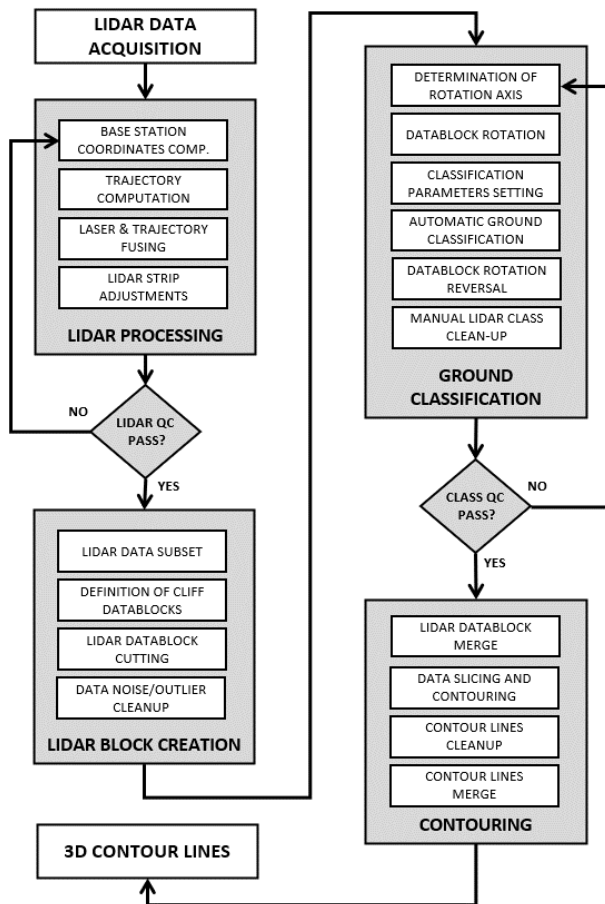 LIDAR DATA
ACQUISITION
BASE STATION
COORDINATES COMP.
TRAJECTORY
COMPUTATION
LASER & TRAJECTORY
FUSING
LIDAR STRIP
ADJUSTMENTS
LIDAR PROCESSING
NO
LIDAR QC
PASS?
YES
LIDAR DATA SUBSET
DEFINITION OF CLIFF
DATABLOCKS
LIDAR DATABLOCK
CUTTING
DATA NOISE/OUTLIER
CLEANUP
LIDAR BLOCK CREATION
DETERMINATION OF
ROTATION AXIS
DATABLOCK ROTATION
CLASSIFICATION
PARAMETERS SETTING
AUTOMATIC GROUND
CLASSIFICATION
DATABLOCK ROTATION
REVERSAL
MANUAL LIDAR CLASS
CLEAN-UP
GROUND
CLASSIFICATION
CLASS QC
PASS?
NO
YES
LIDAR DATABLOCK
MERGE
DATA SLICING AND
CONTOURING
CONTOUR LINES
CLEANUP
CONTOUR LINES
MERGE
CONTOURING
3D CONTOUR LINES